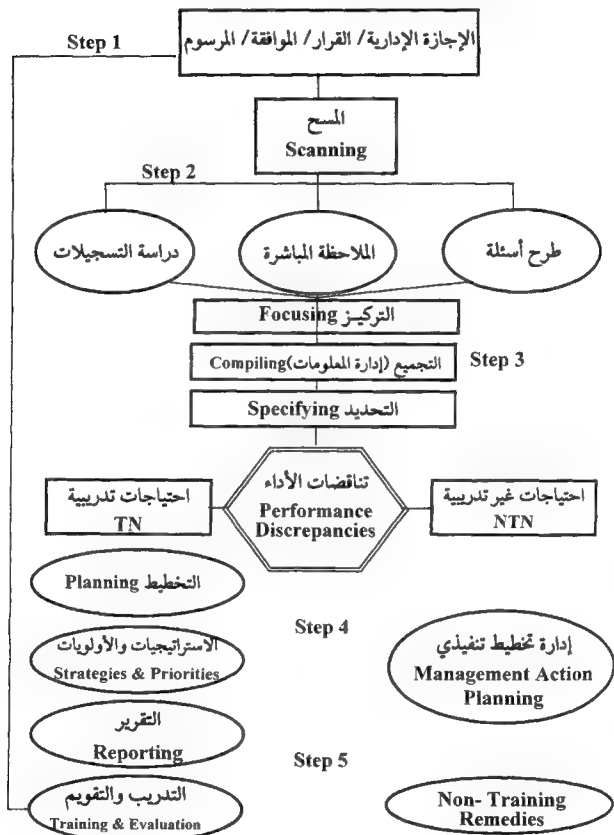 Step 1
الإجازة الإدارية/ القرار/ الموافقة/ المرسوم
المسح
Scanning
Step 2
طرح أسئلة
الملاحظة المباشرة
دراسة التسجيلات
التركيز Focusing
التجميع (إدارة المعلومات) Compiling
Step 3
التحديد Specifying
تناقضات الأداء
Performance
Discrepancies
احتياجات تدريبية
TN
احتياجات غير تدريبية
NTN
التخطيط Planning
Step 4
الاستراتيجيات والأولويات
Strategies & Priorities
إدارة تخطيط تنفيذي
Management Action
Planning
التقرير
Reporting
Step 5
التدريب والتقويم
Training & Evaluation
Non- Training
Remedies